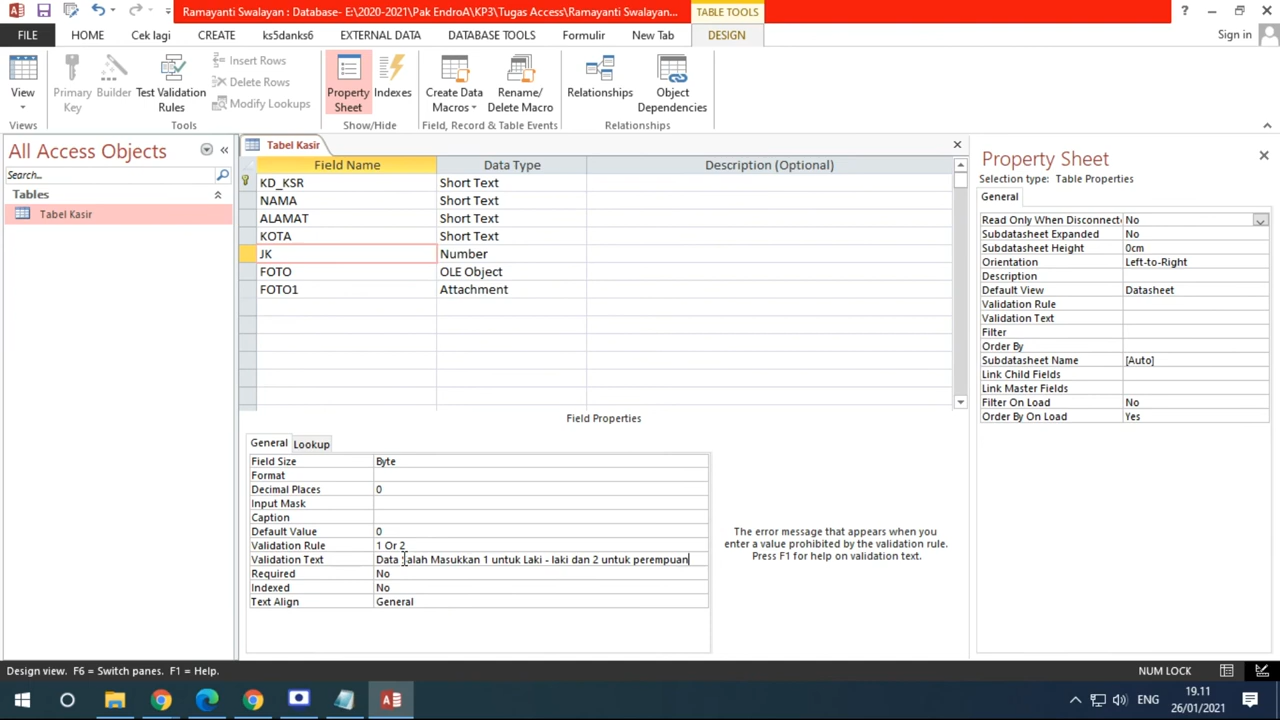 Ramayanti Swalayan : Database- E:\2020-2021\Pak EndroA\KP3\Tugas Access\Ramayanti Swalayan...
TABLE TOOLS
FILE HOME Cek lagi CREATE ks5danks6 EXTERNAL DATA DATABASE TOOLS Formulir New Tab DESIGN Sign in
View
Primary Key
Builder
Test Validation Rules
Insert Rows
Delete Rows
Modify Lookups
Property Sheet
Indexes
Create Data Macros
Rename/ Delete Macro
Relationships
Object Dependencies
Views Tools Show/Hide Field, Record & Table Events Relationships
All Access Objects
Search...
Tables
Tabel Kasir
Tabel Kasir
Field Name Data Type Description (Optional)
KD_KSR Short Text
NAMA Short Text
ALAMAT Short Text
KOTA Short Text
JK Number
FOTO OLE Object
FOTO1 Attachment
Field Properties
General Lookup
Field Size Byte
Format
Decimal Places 0
Input Mask
Caption
Default Value 0
Validation Rule 1 Or 2
Validation Text Data Salah Masukkan 1 untuk Laki - laki dan 2 untuk perempuan
Required No
Indexed No
Text Align General
The error message that appears when you
enter a value prohibited by the validation rule.
Press F1 for help on validation text.
Property Sheet
Selection type: Table Properties
General
Read Only When Disconnect No
Subdatasheet Expanded No
Subdatasheet Height 0cm
Orientation Left-to-Right
Description
Default View Datasheet
Validation Rule
Validation Text
Filter
Order By
Subdatasheet Name [Auto]
Link Child Fields
Link Master Fields
Filter On Load No
Order By On Load Yes
Design view. F6 = Switch panes. F1 = Help.
NUM LOCK
ENG
19.11
26/01/2021